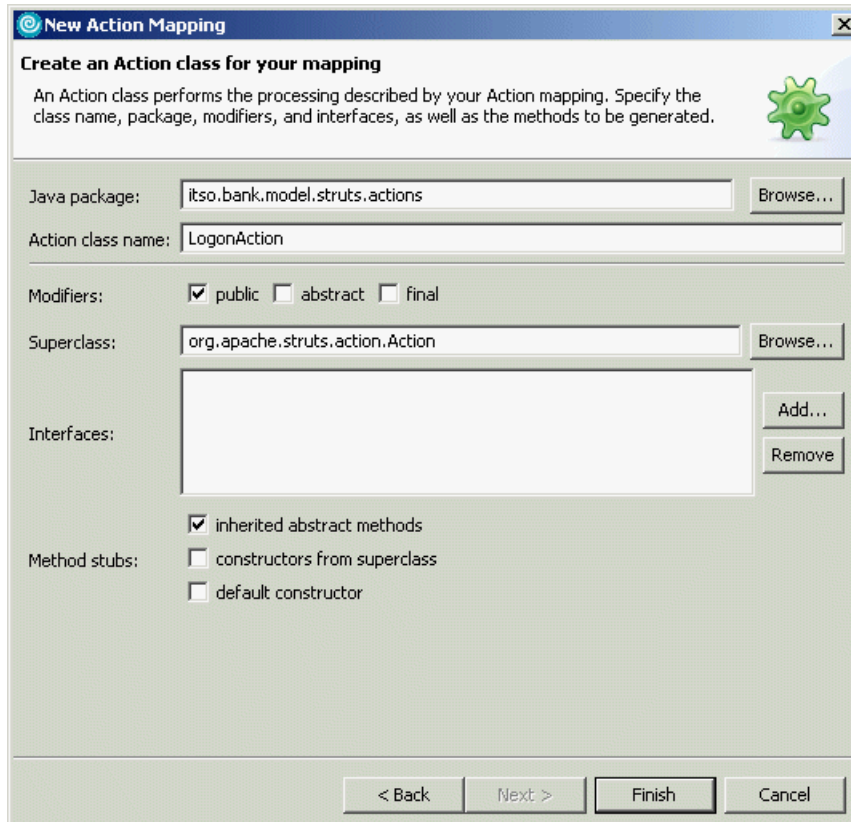 New Action Mapping
Create an Action class for your mapping
An Action class performs the processing described by your Action mapping. Specify the
class name, package, modifiers, and interfaces, as well as the methods to be generated.
Java package: itso.bank.model.struts.actions Browse...
Action class name: LogonAction
Modifiers: public abstract final
Superclass: org.apache.struts.action.Action Browse...
Add...
Interfaces:
Remove
inherited abstract methods
Method stubs: constructors from superclass
default constructor
< Back Next > Finish Cancel